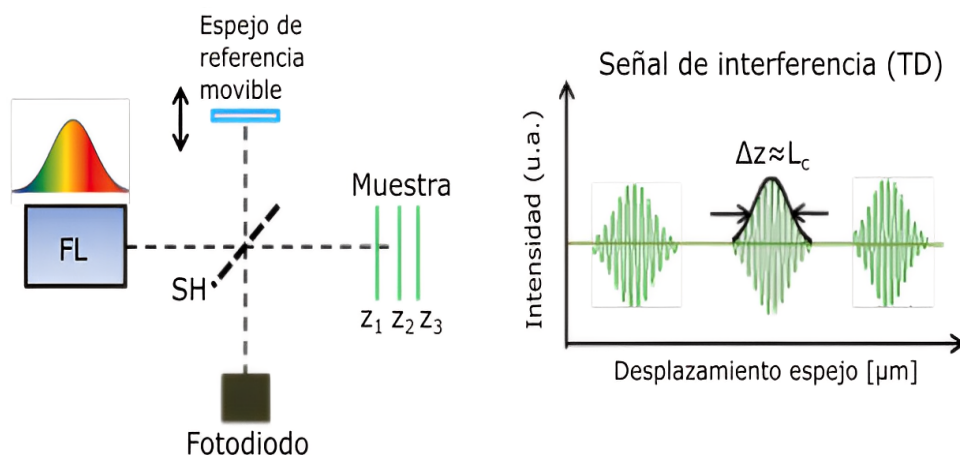 Espejo de
referencia
movible
FL
SH
Muestra
z₁ z₂ z₃
Fotodiodo
Señal de interferencia (TD)
Intensidad (u.a.)
Δz≈L꜀
Desplazamiento espejo [µm]